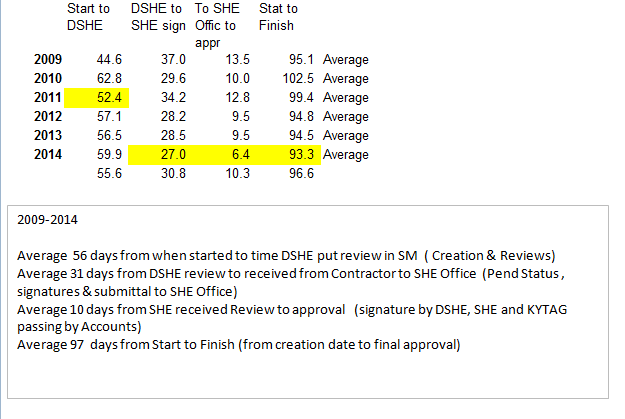 Start to DSHE to To SHE Stat to
DSHE SHE sign Offic to Finish
appr
2009 44.6 37.0 13.5 95.1 Average
2010 62.8 29.6 10.0 102.5 Average
2011 52.4 34.2 12.8 99.4 Average
2012 57.1 28.2 9.5 94.8 Average
2013 56.5 28.5 9.5 94.5 Average
2014 59.9 27.0 6.4 93.3 Average
55.6 30.8 10.3 96.6
2009-2014
Average 56 days from when started to time DSHE put review in SM ( Creation & Reviews)
Average 31 days from DSHE review to received from Contractor to SHE Office (Pend Status,
signatures & submittal to SHE Office)
Average 10 days from SHE received Review to approval (signature by DSHE, SHE and KYTAG
passing by Accounts)
Average 97 days from Start to Finish (from creation date to final approval)